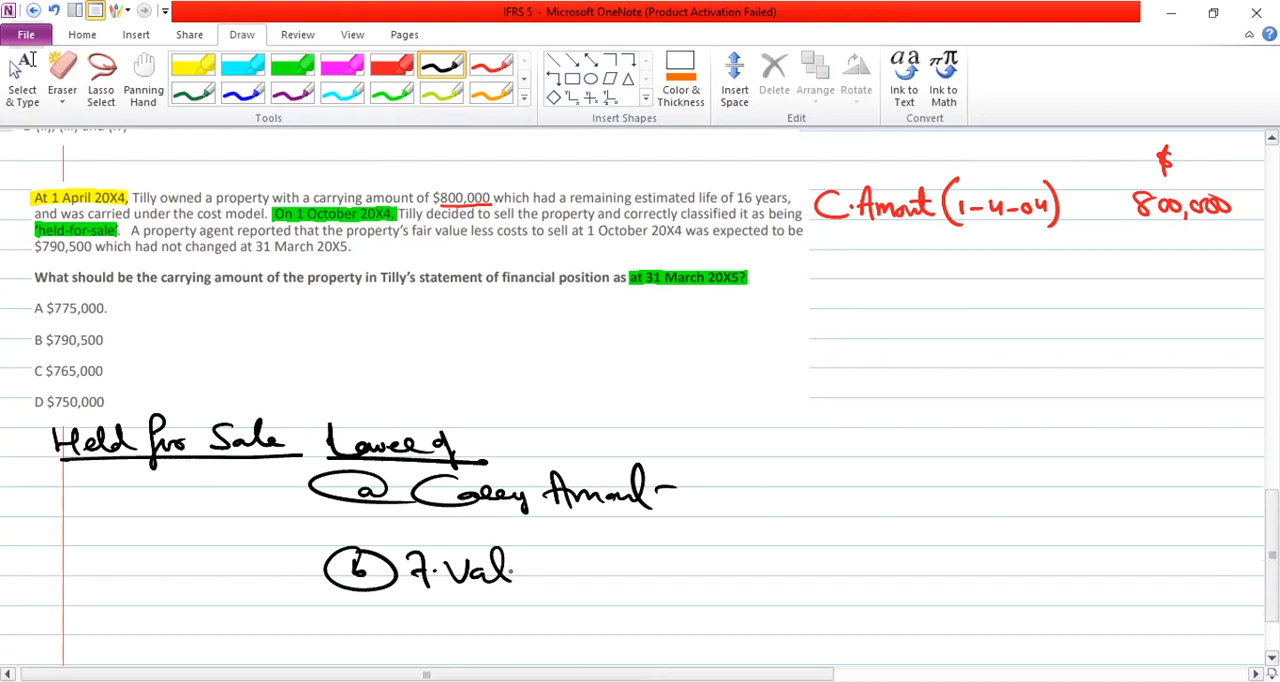 IFRS 5 - Microsoft OneNote (Product Activation Failed)
File Home Insert Share Draw Review View Pages
Select & Type Eraser Lasso Select Panning Hand Color & Thickness Insert Space Delete Arrange Rotate Ink to Text Ink to Math
Tools Insert Shapes Edit Convert
At 1 April 20X4, Tilly owned a property with a carrying amount of $800,000 which had a remaining estimated life of 16 years,
and was carried under the cost model. On 1 October 20X4, Tilly decided to sell the property and correctly classified it as being
'held-for-sale'. A property agent reported that the property's fair value less costs to sell at 1 October 20X4 was expected to be
$790,500 which had not changed at 31 March 20X5.
What should be the carrying amount of the property in Tilly's statement of financial position as at 31 March 20X5?
A $775,000.
B $790,500
C $765,000
D $750,000
$
C.Amount (1-4-04) 800,000
Held for Sale Lower of
(a) Carry Amount -
(b) F.Val.